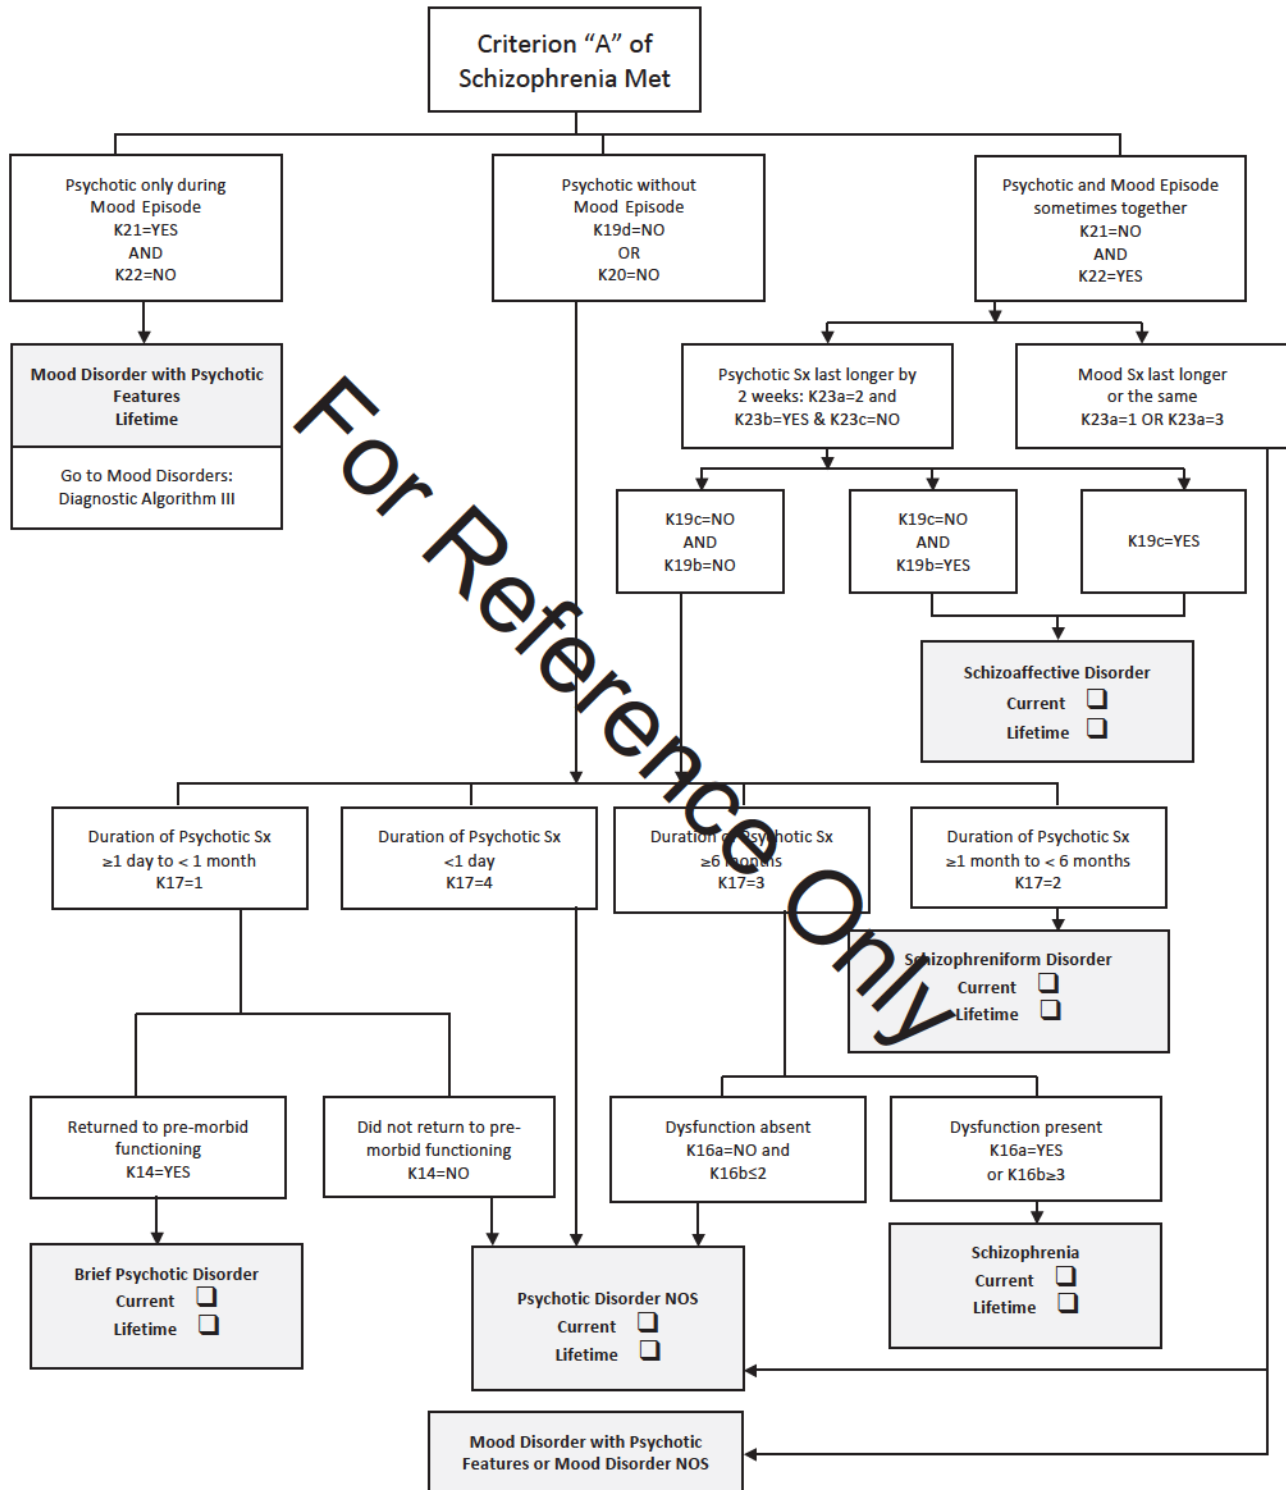 Criterion “A” of
Schizophrenia Met
Psychotic only during
Mood Episode
K21=YES
AND
K22=NO
Psychotic without
Mood Episode
K19d=NO
OR
K20=NO
Psychotic and Mood Episode
sometimes together
K21=NO
AND
K22=YES
Mood Disorder with Psychotic
Features
Lifetime
Go to Mood Disorders:
Diagnostic Algorithm III
Psychotic Sx last longer by
2 weeks: K23a=2 and
K23b=YES & K23c=NO
Mood Sx last longer
or the same
K23a=1 OR K23a=3
K19c=NO
AND
K19b=NO
K19c=NO
AND
K19b=YES
K19c=YES
Schizoaffective Disorder
Current ❑
Lifetime ❑
Duration of Psychotic Sx
≥1 day to < 1 month
K17=1
Duration of Psychotic Sx
<1 day
K17=4
Duration of Psychotic Sx
≥6 months
K17=3
Duration of Psychotic Sx
≥1 month to < 6 months
K17=2
Schizophreniform Disorder
Current ❑
Lifetime ❑
Returned to pre-morbid
functioning
K14=YES
Did not return to pre-
morbid functioning
K14=NO
Dysfunction absent
K16a=NO and
K16b≤2
Dysfunction present
K16a=YES
or K16b≥3
Brief Psychotic Disorder
Current ❑
Lifetime ❑
Psychotic Disorder NOS
Current ❑
Lifetime ❑
Schizophrenia
Current ❑
Lifetime ❑
Mood Disorder with Psychotic
Features or Mood Disorder NOS
For Reference Only